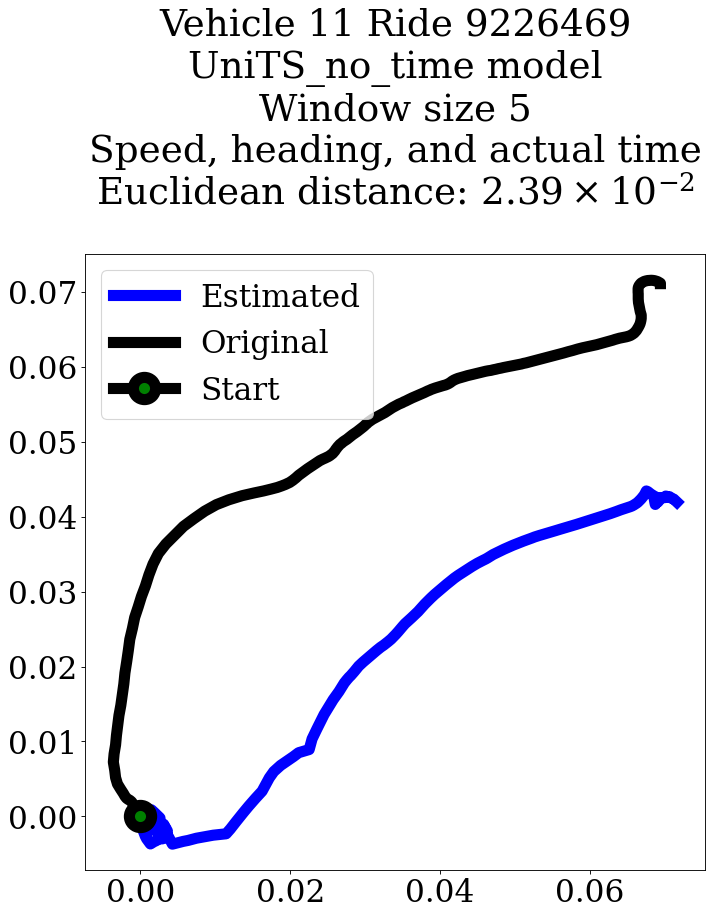 Vehicle 11 Ride 9226469
UniTS_no_time model
Window size 5
Speed, heading, and actual time
Euclidean distance: 2.39 × 10⁻²
Estimated
Original
Start
0.07
0.06
0.05
0.04
0.03
0.02
0.01
0.00
0.00 0.02 0.04 0.06